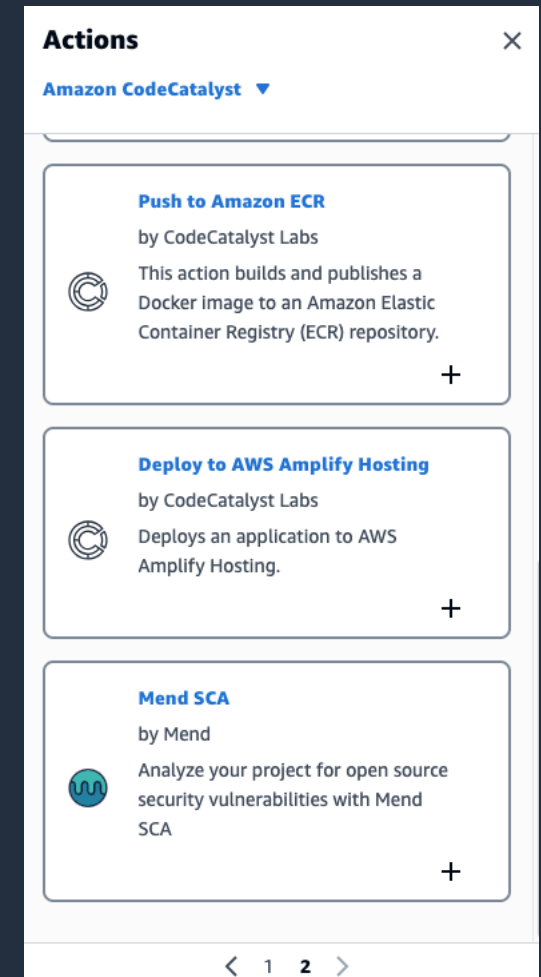 Actions
Amazon CodeCatalyst
Push to Amazon ECR
by CodeCatalyst Labs
This action builds and publishes a
Docker image to an Amazon Elastic
Container Registry (ECR) repository.
Deploy to AWS Amplify Hosting
by CodeCatalyst Labs
Deploys an application to AWS
Amplify Hosting.
Mend SCA
by Mend
Analyze your project for open source
security vulnerabilities with Mend
SCA
1 2